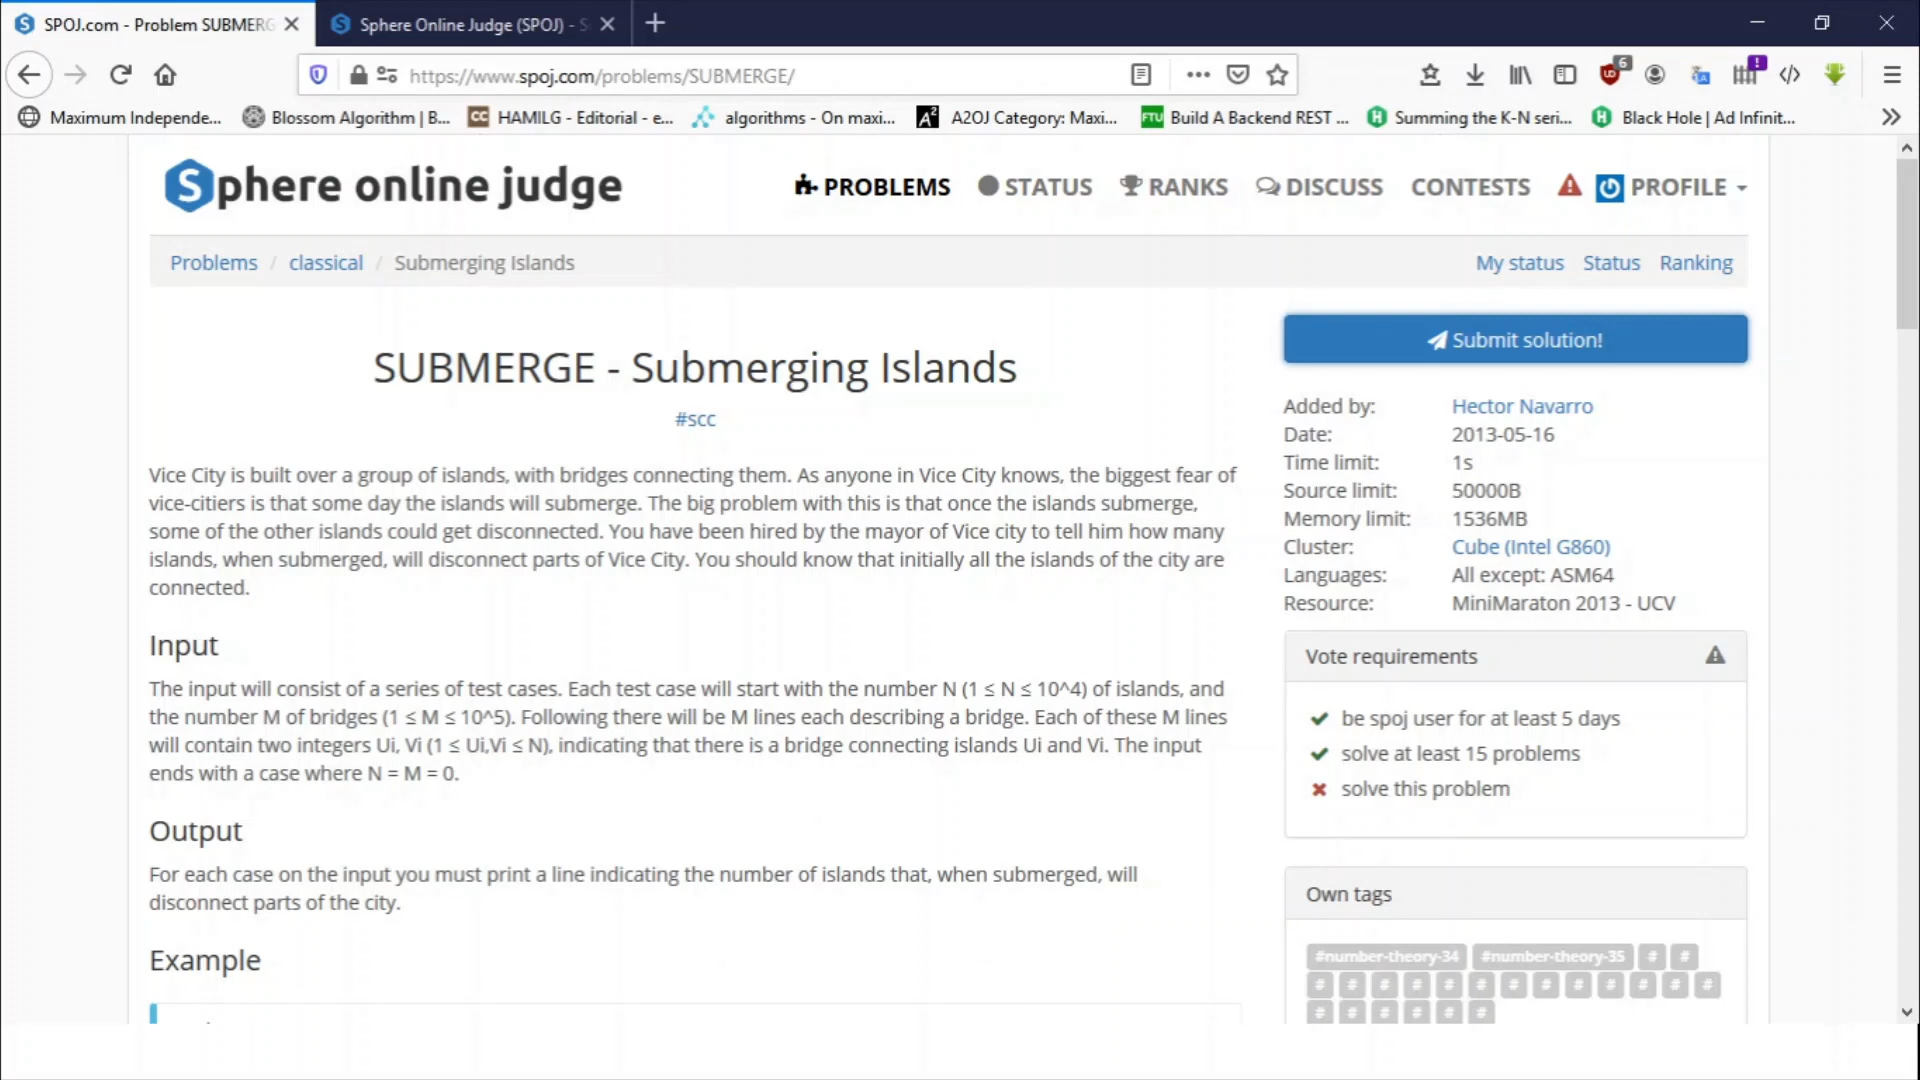 SPOJ.com - Problem SUBMERG
Sphere Online Judge (SPOJ) - S
https://www.spoj.com/problems/SUBMERGE/
6
!
Maximum Independe...
Blossom Algorithm | B...
CC HAMILG - Editorial - e...
algorithms - On maxi...
A2 A2OJ Category: Maxi...
FTU Build A Backend REST ...
H Summing the K-N seri...
H Black Hole | Ad Infinit...
Sphere online judge
PROBLEMS
STATUS
RANKS
DISCUSS
CONTESTS
PROFILE
Problems / classical / Submerging Islands
My status Status Ranking
SUBMERGE - Submerging Islands
#scc
Vice City is built over a group of islands, with bridges connecting them. As anyone in Vice City knows, the biggest fear of
vice-citiers is that some day the islands will submerge. The big problem with this is that once the islands submerge,
some of the other islands could get disconnected. You have been hired by the mayor of Vice city to tell him how many
islands, when submerged, will disconnect parts of Vice City. You should know that initially all the islands of the city are
connected.
Input
The input will consist of a series of test cases. Each test case will start with the number N (1 ≤ N ≤ 10^4) of islands, and
the number M of bridges (1 ≤ M ≤ 10^5). Following there will be M lines each describing a bridge. Each of these M lines
will contain two integers Ui, Vi (1 ≤ Ui,Vi ≤ N), indicating that there is a bridge connecting islands Ui and Vi. The input
ends with a case where N = M = 0.
Output
For each case on the input you must print a line indicating the number of islands that, when submerged, will
disconnect parts of the city.
Example
Submit solution!
Added by: Hector Navarro
Date: 2013-05-16
Time limit: 1s
Source limit: 50000B
Memory limit: 1536MB
Cluster: Cube (Intel G860)
Languages: All except: ASM64
Resource: MiniMaraton 2013 - UCV
Vote requirements
be spoj user for at least 5 days
solve at least 15 problems
solve this problem
Own tags
#number-theory-34 #number-theory-35 # #
# # # # # # # # # # # # #
# # # # # #